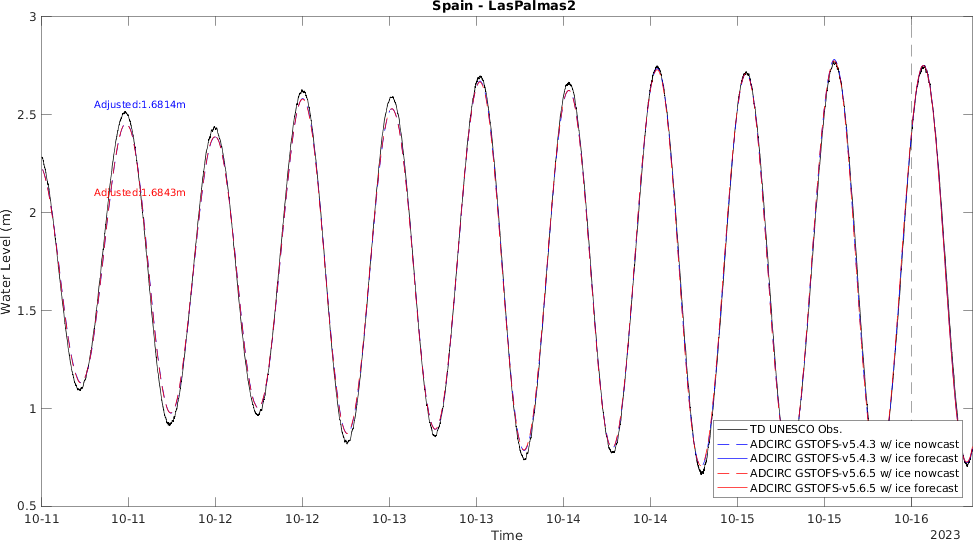 Spain - LasPalmas2
3
2.5
2
1.5
1
0.5
Water Level (m)
Adjusted:1.6814m
Adjusted:1.6843m
TD UNESCO Obs.
ADCIRC GSTOFS-v5.4.3 w/ ice nowcast
ADCIRC GSTOFS-v5.4.3 w/ ice forecast
ADCIRC GSTOFS-v5.6.5 w/ ice nowcast
ADCIRC GSTOFS-v5.6.5 w/ ice forecast
10-11 10-11 10-12 10-12 10-13 10-13 10-14 10-14 10-15 10-15 10-16
Time
2023